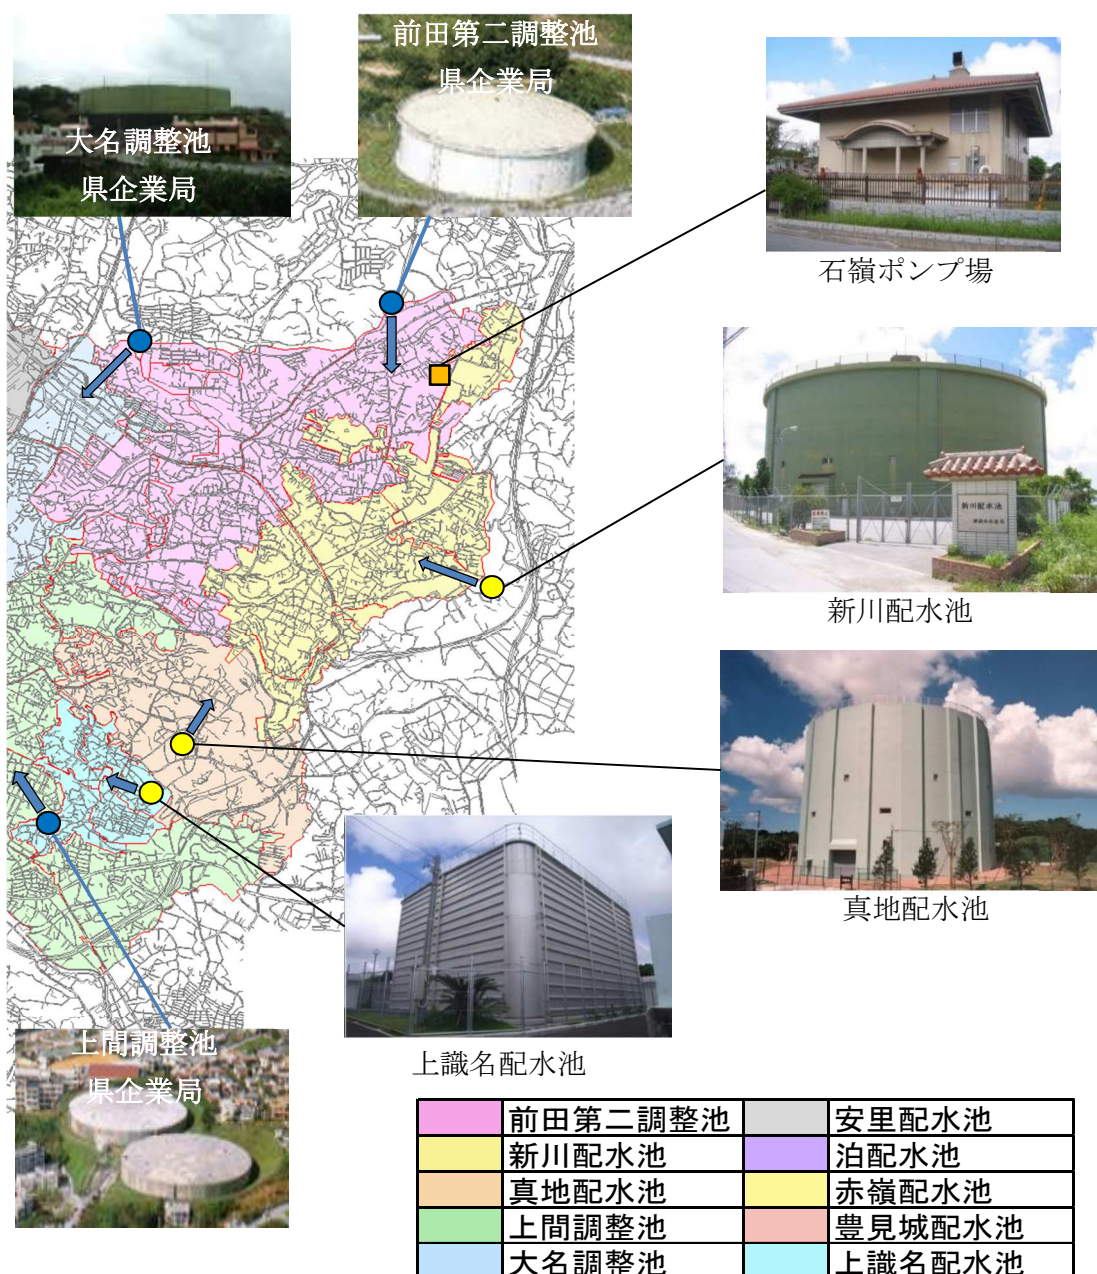 前田第二調整池
県企業局
大名調整池
県企業局
石嶺ポンプ場
新川配水池
新川配水池
真地配水池
上識名配水池
上間調整池
県企業局
前田第二調整池
安里配水池
新川配水池
泊配水池
真地配水池
赤嶺配水池
上間調整池
豊見城配水池
大名調整池
上識名配水池